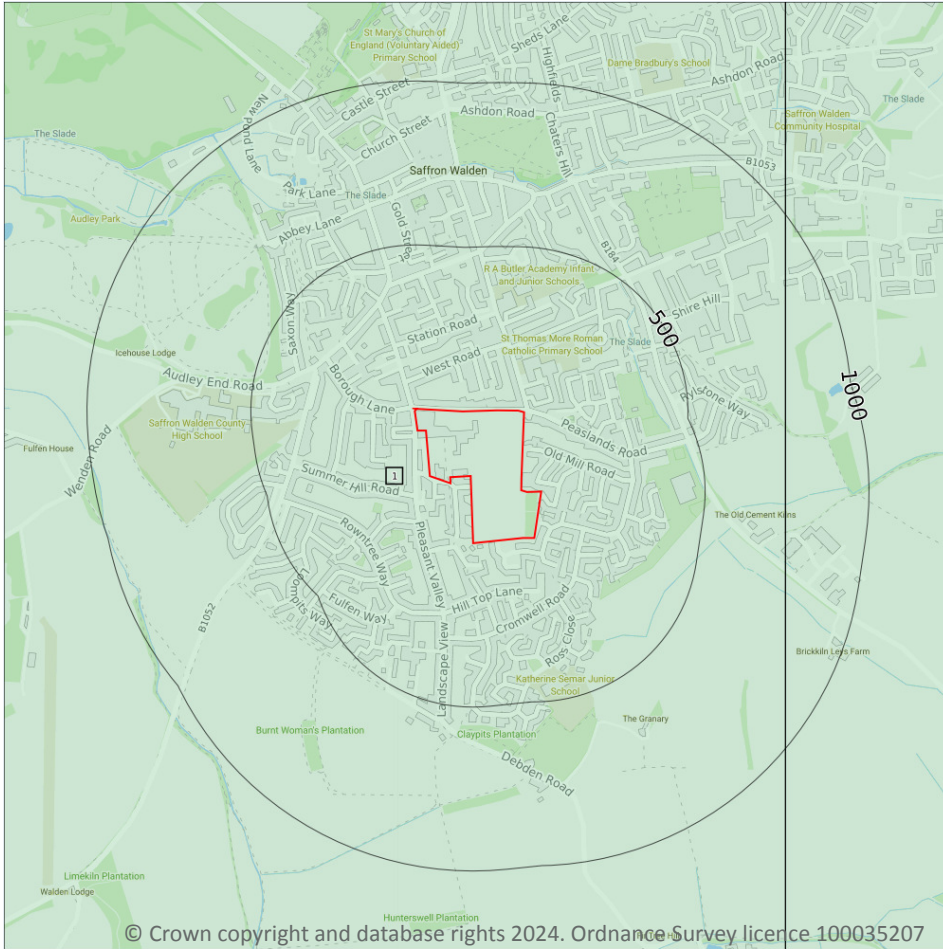 St Mary's Church of
England (Voluntary Aided)
Primary School
Sheds Lane
Highfields
Dame Bradbury's School
Ashdon Road
New Pond Lane
Castle Street
Ashdon Road
Chaters Hill
Saffron Walden
Community Hospital
The Slade
The Slade
Church Street
B1053
Saffron Walden
Park Lane
The Slade
Audley Park
Abbey Lane
Gold Street
B184
R A Butler Academy Infant
and Junior Schools
Shire Hill
500
Saxon Way
Station Road
St Thomas More Roman
Catholic Primary School
The Slade
Icehouse Lodge
West Road
Audley End Road
Borough Lane
1000
Rylstone Way
Saffron Walden County
High School
Peaslands Road
Fulfen House
Wenden Road
Old Mill Road
1
Summer Hill Road
The Old Cement Kilns
Rowntree Way
Pleasant Valley
Loompits Way
Fulfen Way
Hill Top Lane
Cromwell Road
B1052
Landscape View
Ross Close
Brickkiln Leys Farm
Katherine Semar Junior
School
The Granary
Burnt Woman's Plantation
Claypits Plantation
Debden Road
Limekiln Plantation
Walden Lodge
Hunterswell Plantation
© Crown copyright and database rights 2024. Ordnance Survey licence 100035207